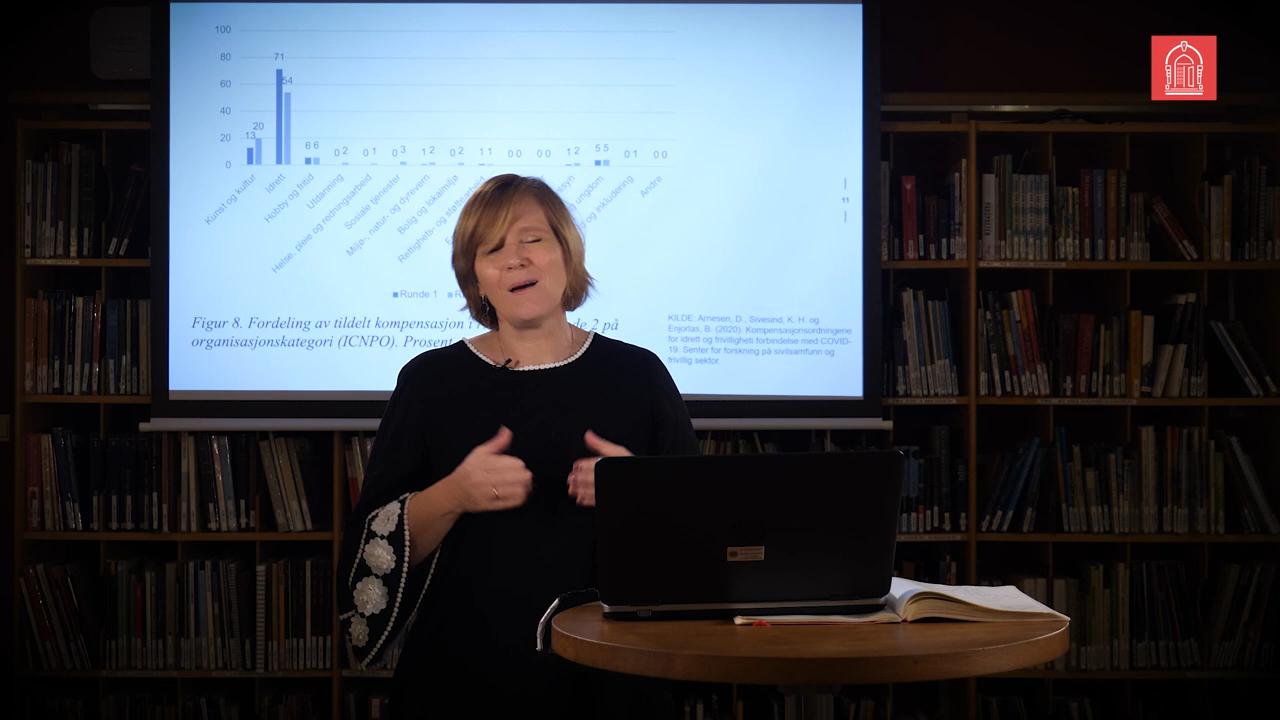 100
80
60
40
20
0
13
20
71
54
6 6
0 2
0 1
0 3
1 2
0 2
1 1
0 0
0 0
1 2
5 5
0 1
0 0
Kunst og kultur
Idrett
Hobby og fritid
Utdanning
Helse, pleie og redningsarbeid
Sosiale tjenester
Miljø-, natur- og dyrevern
Bolig og lokalmiljø
Rettighets- og støttearbeid
ungdom
og inkludering
Andre
Runde 1
11
Figur 8. Fordeling av tildelt kompensasjon i 2 på
organisasjonskategori (ICNPO). Prosent
KILDE: Arnesen, D., Sivesind, K. H. og
Enjorlas, B. (2020). Kompensasjonsordningene
for idrett og frivilligheti forbindelse med COVID-
19. Senter for forskning på sivilsamfunn og
frivillig sektor.